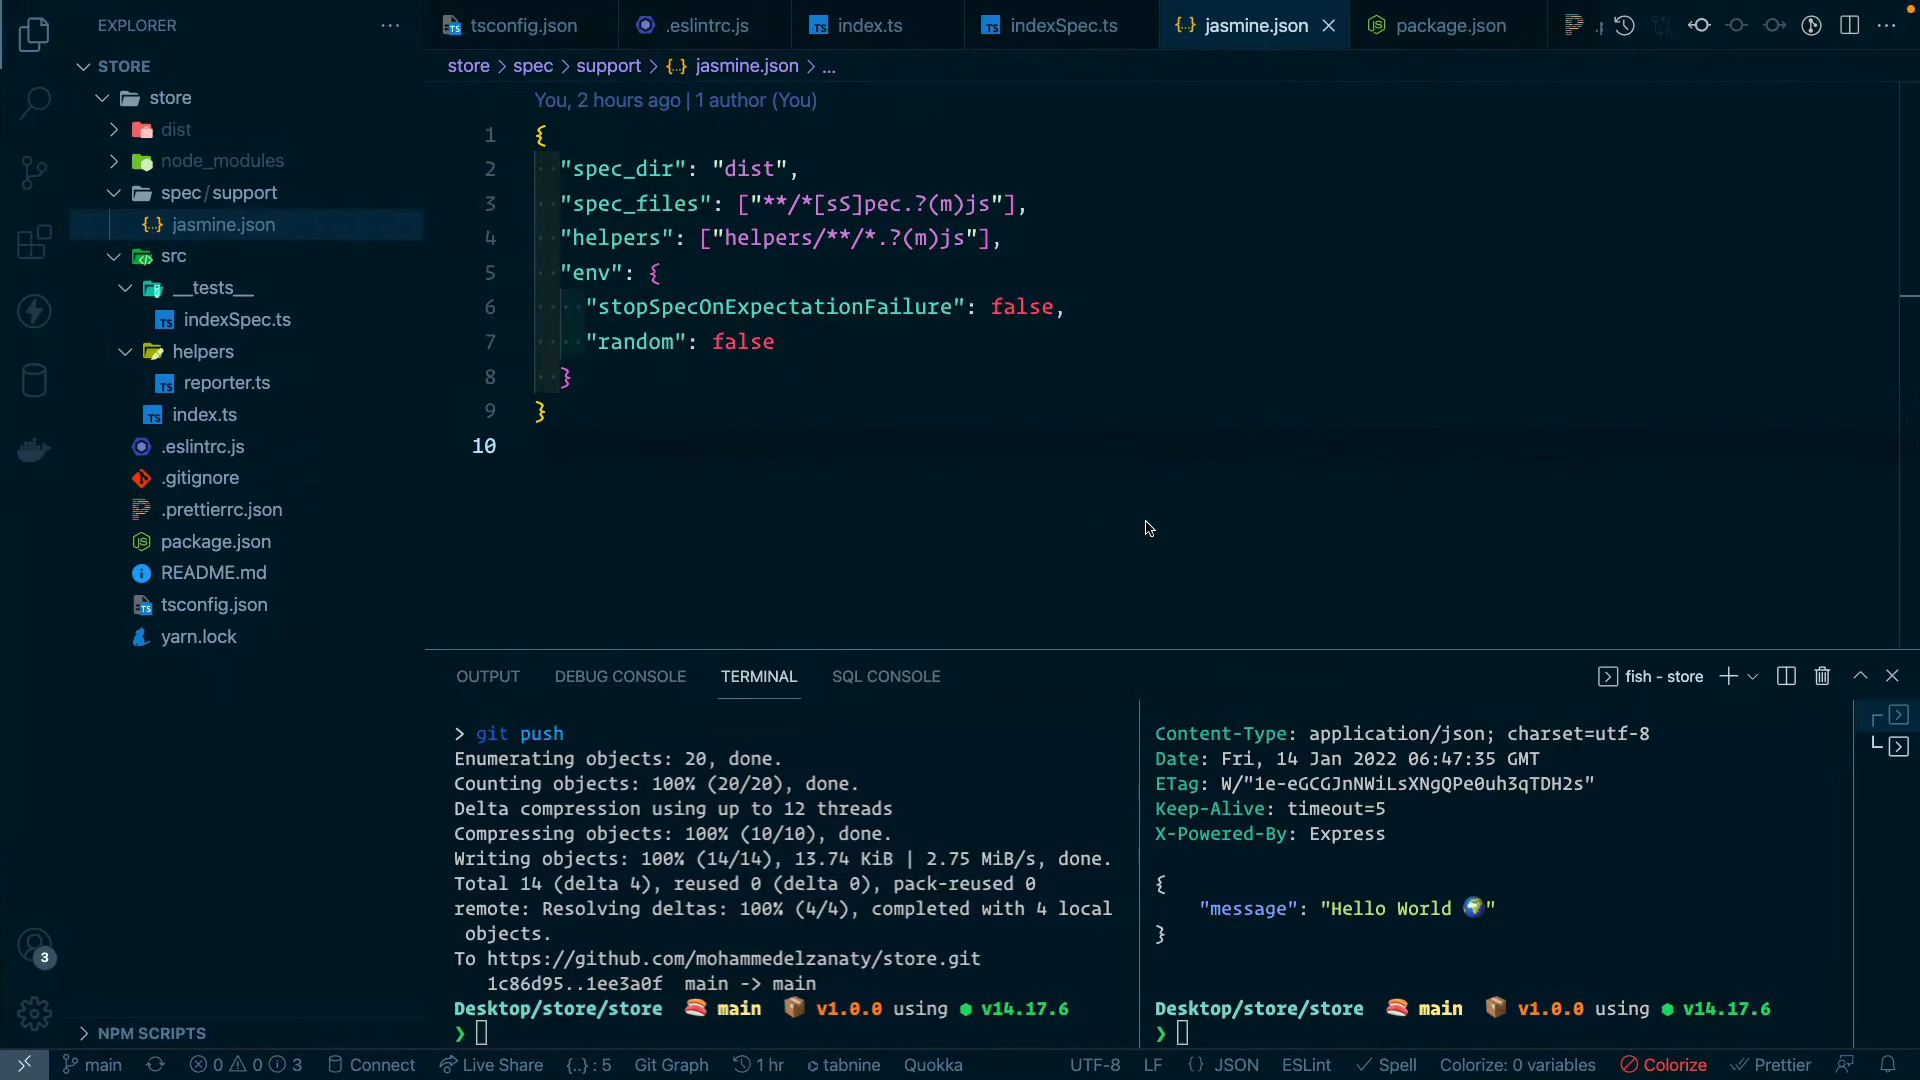 EXPLORER
STORE
store
dist
node_modules
spec/support
jasmine.json
src
__tests__
indexSpec.ts
helpers
reporter.ts
index.ts
.eslintrc.js
.gitignore
.prettierrc.json
package.json
README.md
tsconfig.json
yarn.lock
NPM SCRIPTS
3
tsconfig.json
.eslintrc.js
index.ts
indexSpec.ts
jasmine.json
package.json
store > spec > support > {..} jasmine.json > ...
You, 2 hours ago | 1 author (You)
1 {
2 "spec_dir": "dist",
3 "spec_files": ["**/*[sS]pec.?(m)js"],
4 "helpers": ["helpers/**/*.?(m)js"],
5 "env": {
6 "stopSpecOnExpectationFailure": false,
7 "random": false
8 }
9 }
10
OUTPUT DEBUG CONSOLE TERMINAL SQL CONSOLE
fish - store
> git push
Enumerating objects: 20, done.
Counting objects: 100% (20/20), done.
Delta compression using up to 12 threads
Compressing objects: 100% (10/10), done.
Writing objects: 100% (14/14), 13.74 KiB | 2.75 MiB/s, done.
Total 14 (delta 4), reused 0 (delta 0), pack-reused 0
remote: Resolving deltas: 100% (4/4), completed with 4 local
objects.
To https://github.com/mohammedelzanaty/store.git
1c86d95..1ee3a0f main -> main
Desktop/store/store 🍣 main 📦 v1.0.0 using ⬢ v14.17.6
❯
Content-Type: application/json; charset=utf-8
Date: Fri, 14 Jan 2022 06:47:35 GMT
ETag: W/"1e-eGCGJnNWiLsXNgQPe0uh3qTDH2s"
Keep-Alive: timeout=5
X-Powered-By: Express
{
"message": "Hello World 🌍"
}
Desktop/store/store 🍣 main 📦 v1.0.0 using ⬢ v14.17.6
❯
main 0 0 3 Connect Live Share {..} : 5 Git Graph 1 hr tabnine Quokka UTF-8 LF {} JSON ESLint Spell Colorize: 0 variables Colorize Prettier